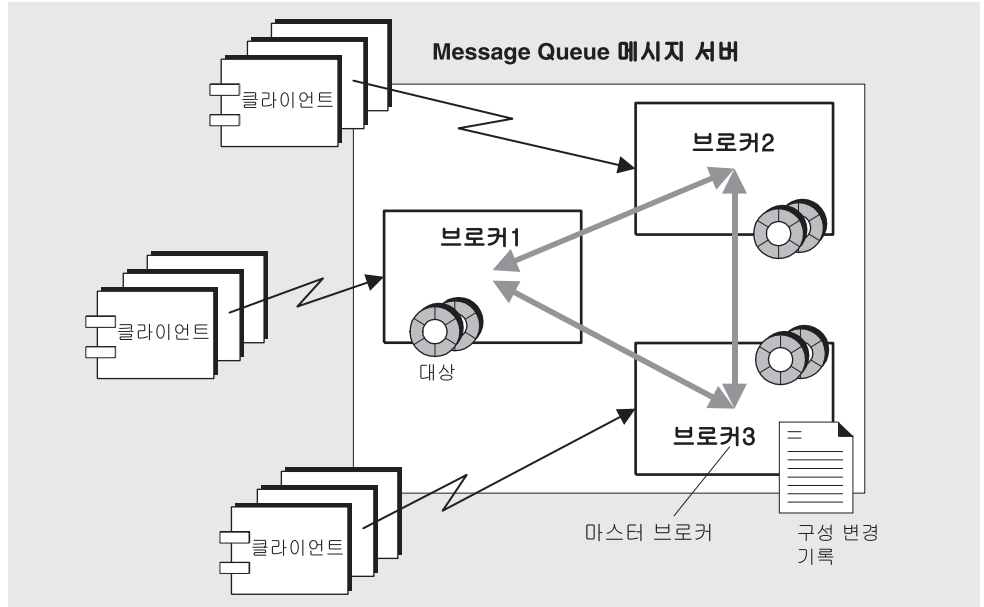 Message Queue 메시지 서버
클라이언트
브로커2
브로커1
클라이언트
대상
브로커3
마스터 브로커
구성 변경
기록
클라이언트